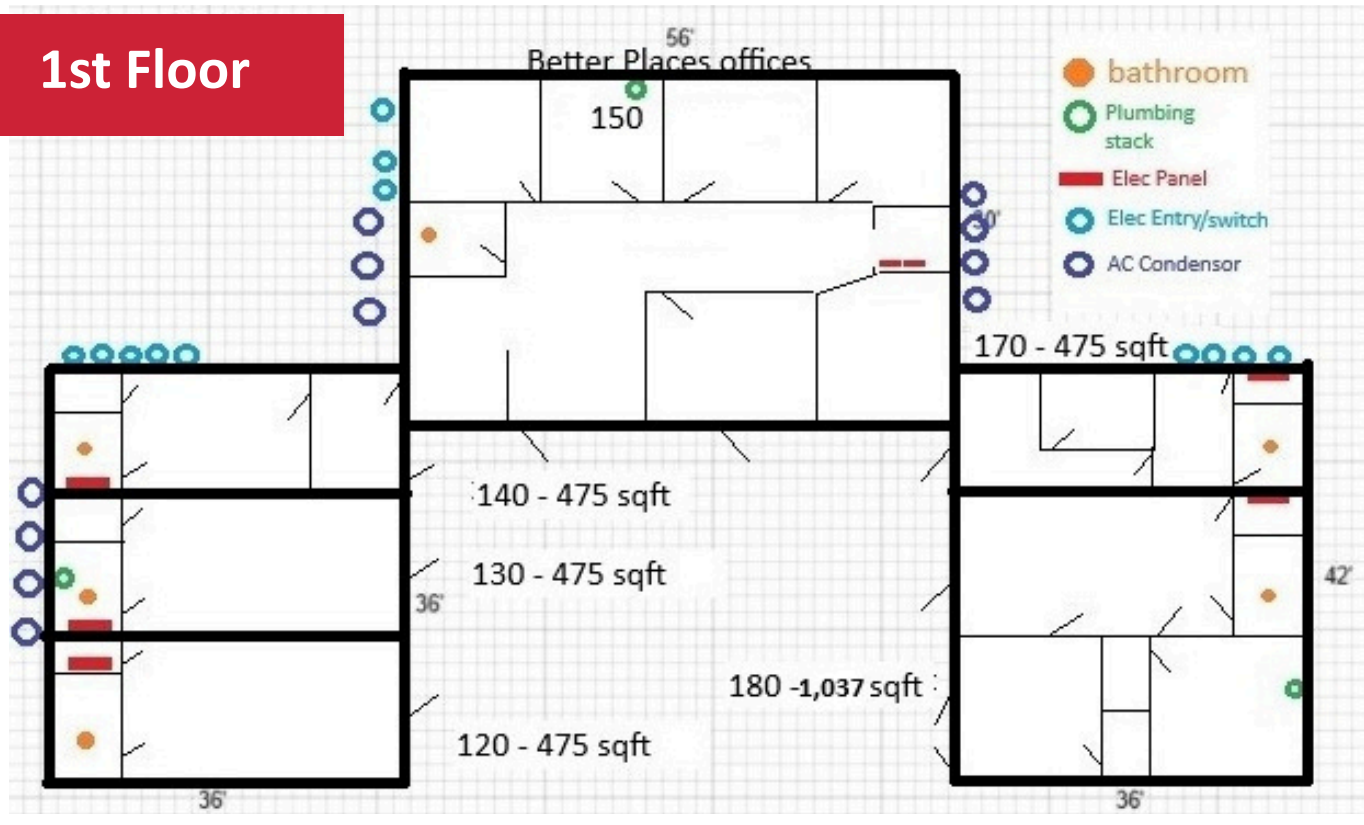 1st Floor
56'
Better Places offices
150
bathroom
Plumbing
stack
Elec Panel
Elec Entry/switch
AC Condensor
170 - 475 sqft
140 - 475 sqft
130 - 475 sqft
36'
42'
180 -1,037 sqft
120 - 475 sqft
36'
36'